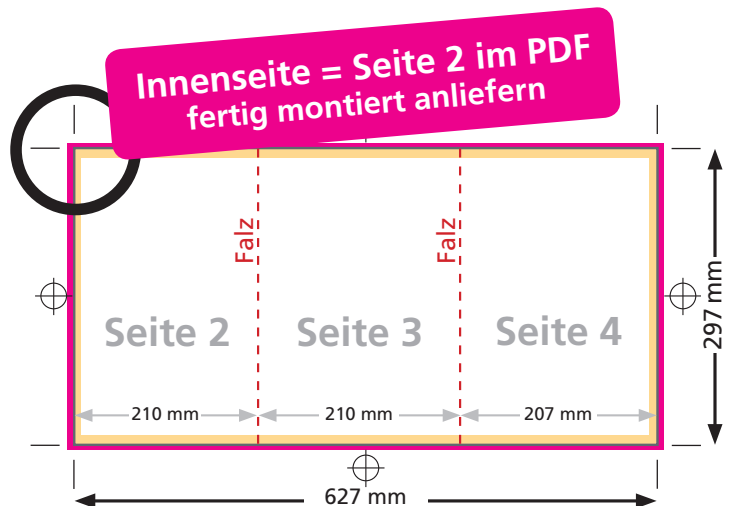 Innenseite = Seite 2 im PDF
fertig montiert anliefern
Falz
Falz
Seite 2
Seite 3
Seite 4
297 mm
210 mm
210 mm
207 mm
627 mm